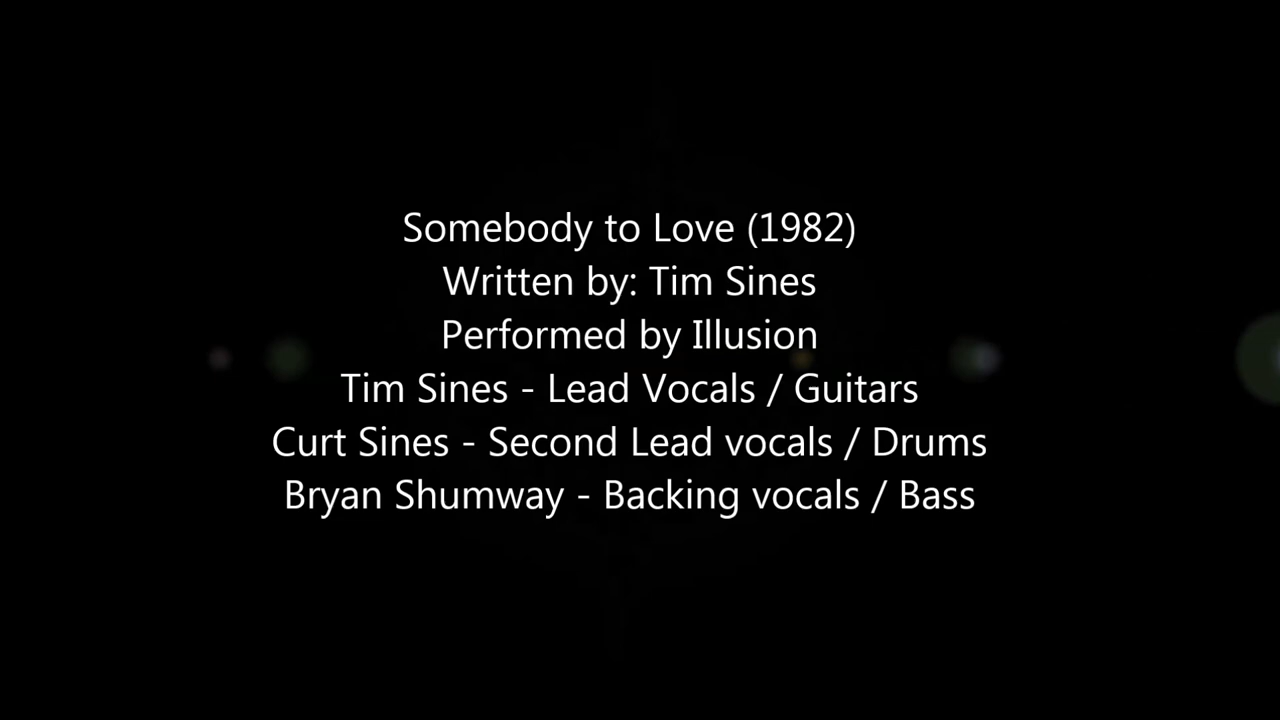 Somebody to Love (1982)
Written by: Tim Sines
Performed by Illusion
Tim Sines - Lead Vocals / Guitars
Curt Sines - Second Lead vocals / Drums
Bryan Shumway - Backing vocals / Bass